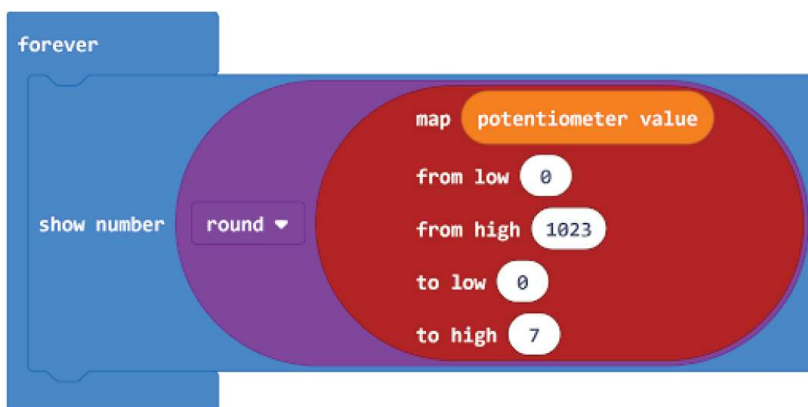 forever
map potentiometer value
from low 0
show number round from high 1023
to low 0
to high 7